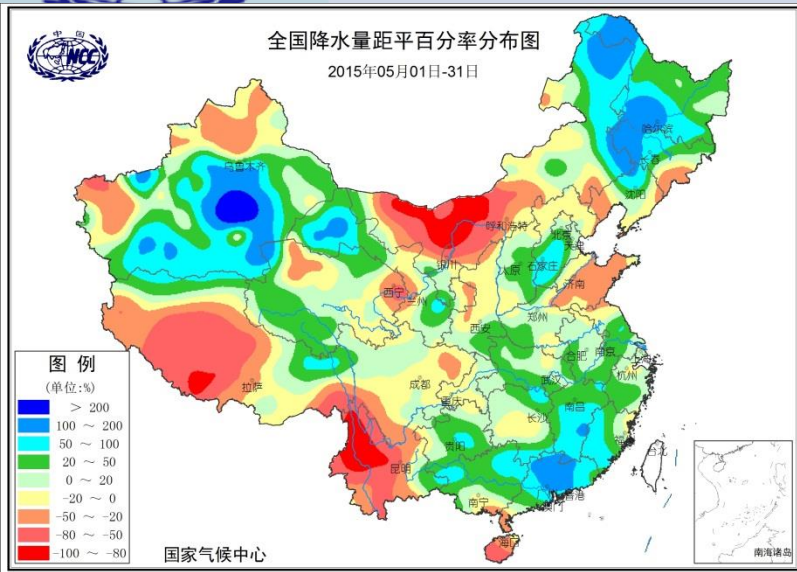 中国
NCC
全国降水量距平百分率分布图
2015年05月01日-31日
哈尔滨
长春
乌鲁木齐
沈阳
呼和浩特
北京
天津
银川
太原
石家庄
济南
西宁
兰州
郑州
西安
南京
合肥
上海
拉萨
成都
武汉
杭州
重庆
南昌
长沙
贵阳
台北
昆明
南宁
香港
澳门
海口
图例
(单位:%)
> 200
100 ~ 200
50 ~ 100
20 ~ 50
0 ~ 20
-20 ~ 0
-50 ~ -20
-80 ~ -50
-100 ~ -80
国家气候中心
南海诸岛